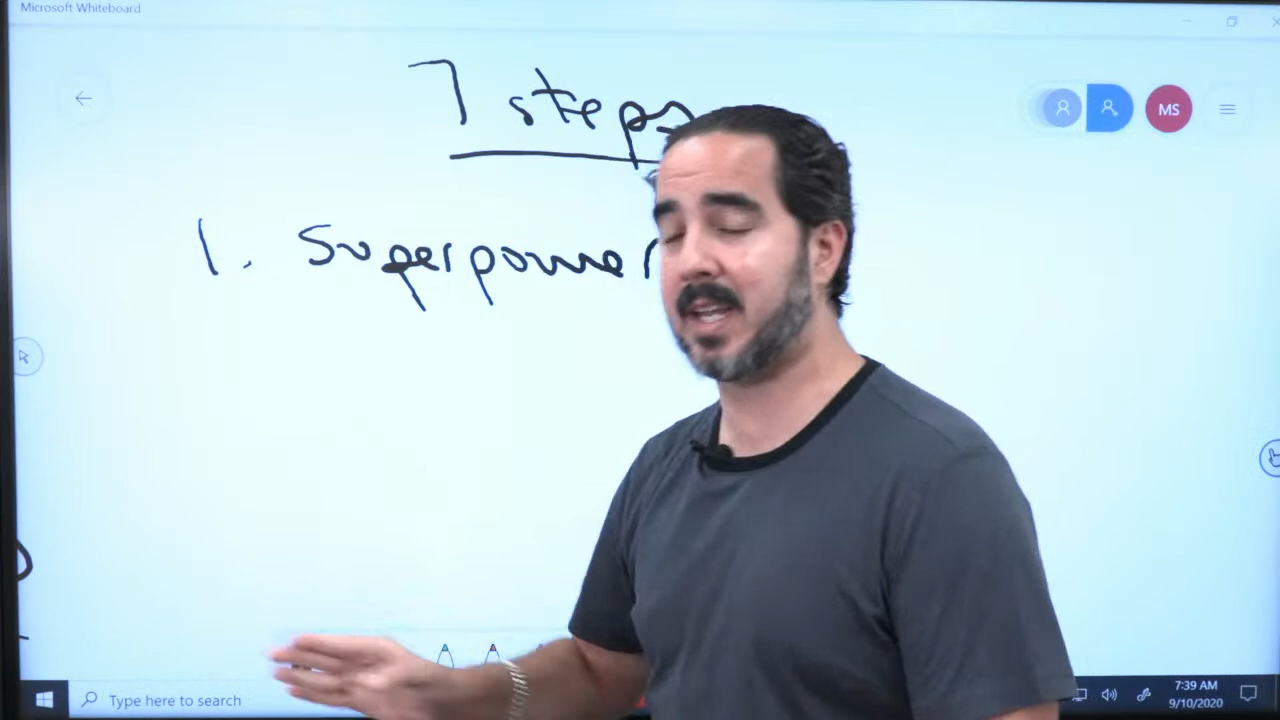 Microsoft Whiteboard
7 steps
MS
1. Superpower
Type here to search
7:39 AM
9/10/2020